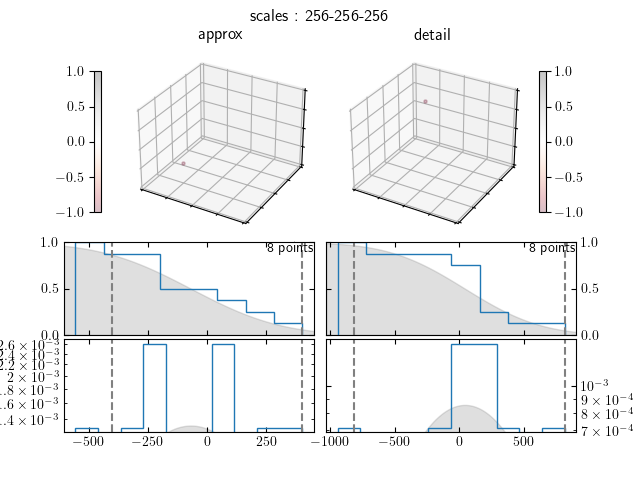 scales : 256-256-256
approx
detail
1.0
0.5
0.0
−0.5
−1.0
1.0
0.5
0.0
−0.5
−1.0
8 points
1.0
0.5
0.0
8 points
1.0
0.5
0.0
2.6 × 10⁻³
2.4 × 10⁻³
2.2 × 10⁻³
2 × 10⁻³
1.8 × 10⁻³
1.6 × 10⁻³
1.4 × 10⁻³
10⁻³
9 × 10⁻⁴
8 × 10⁻⁴
7 × 10⁻⁴
−500
−250
0
250
−1000
−500
0
500